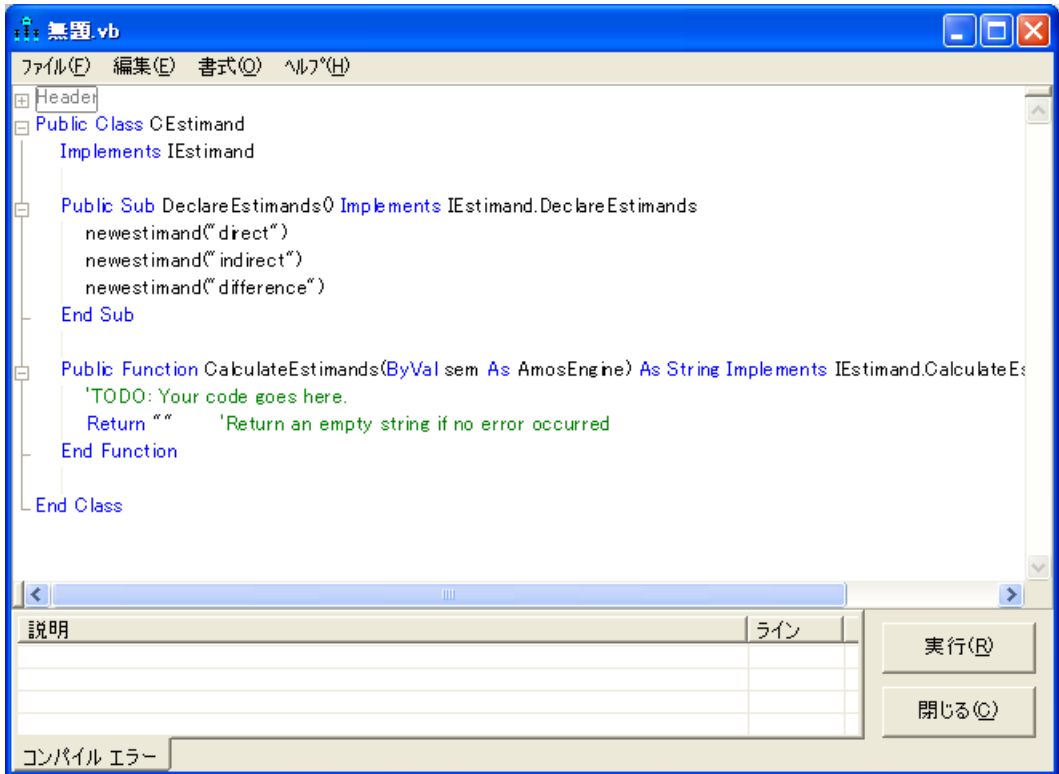 無題.vb
ファイル(F) 編集(E) 書式(O) ヘルプ(H)
Header
Public Class CEstimand
Implements IEstimand
Public Sub DeclareEstimands() Implements IEstimand.DeclareEstimands
newestimand("direct")
newestimand("indirect")
newestimand("difference")
End Sub
Public Function CalculateEstimands(ByVal sem As AmosEngine) As String Implements IEstimand.CalculateEs
'TODO: Your code goes here.
Return "" 'Return an empty string if no error occurred
End Function
End Class
説明 ライン
実行(R)
閉じる(C)
コンパイル エラー